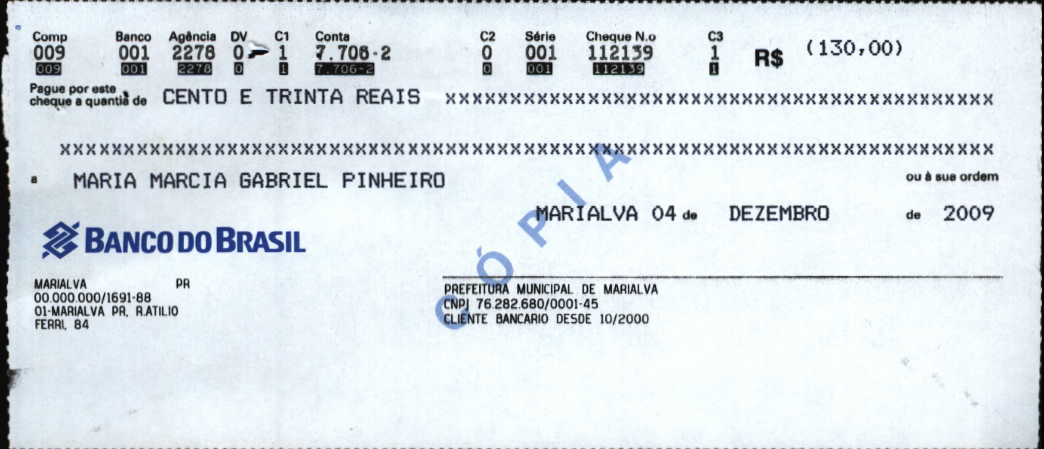 Comp Banco Agência DV C1 Conta C2 Série Cheque N.o C3
009 001 2278 0 1 7.706-2 0 001 112139 1 R$ (130,00)
009 001 2278 0 1 7.706-2 0 001 112139 1
Pague por este
cheque a quantia de CENTO E TRINTA REAIS xxxxxxxxxxxxxxxxxxxxxxxxxxxxxxxxxxxxxxxxxxxxxxxxxxx
xxxxxxxxxxxxxxxxxxxxxxxxxxxxxxxxxxxxxxxxxxxxxxxxxxxxxxxxxxxxxxxxxxxxxxxxxxxxxxxxxxxxxxx
a MARIA MARCIA GABRIEL PINHEIRO ou à sua ordem
MARIALVA 04 de DEZEMBRO de 2009
CÓPIA
BANCO DO BRASIL
MARIALVA PR
00.000.000/1691-88
01-MARIALVA PR, R.ATILIO
FERRI, 84
PREFEITURA MUNICIPAL DE MARIALVA
CNPJ 76.282.680/0001-45
CLIENTE BANCARIO DESDE 10/2000